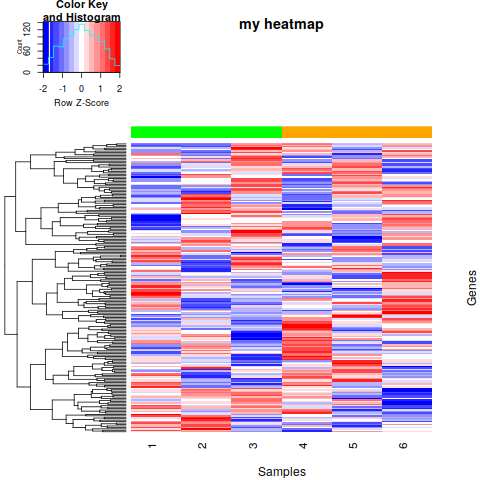 Color Key
and Histogram
my heatmap
Count
0 60 120
-2 -1 0 1 2
Row Z-Score
Genes
1 2 3 4 5 6
Samples